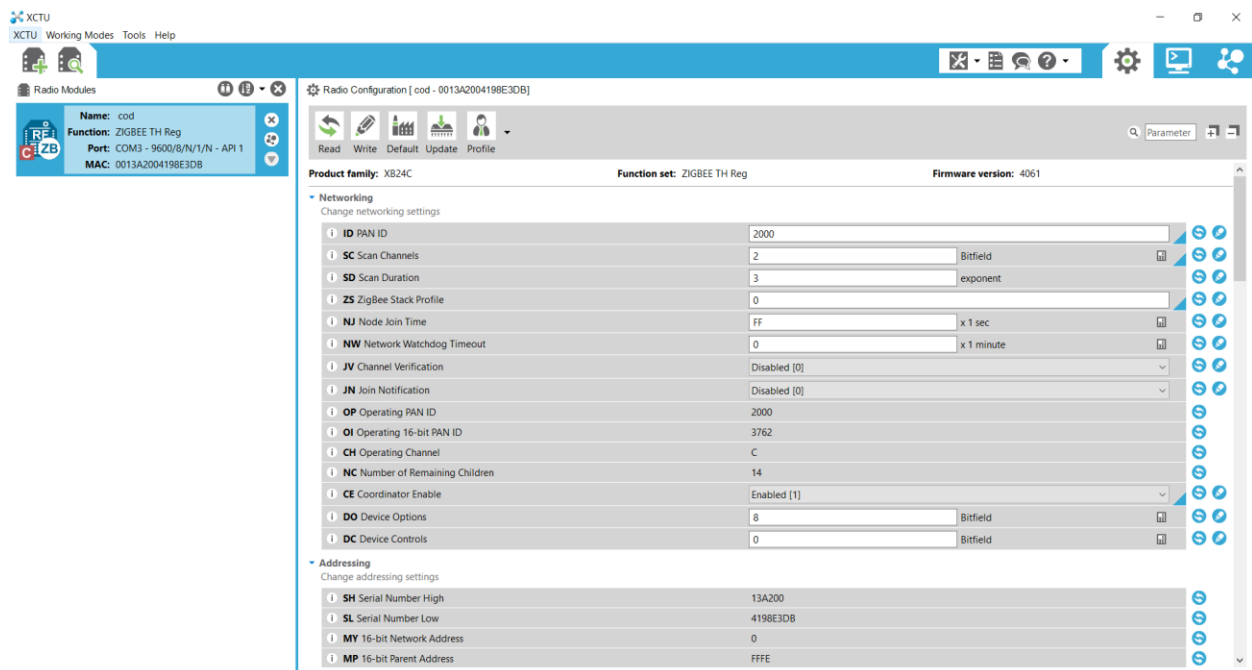 XCTU
XCTU Working Modes Tools Help
Radio Modules
Name: cod
Function: ZIGBEE TH Reg
Port: COM3 - 9600/8/N/1/N - API 1
MAC: 0013A2004198E3DB
RF
C ZB
Radio Configuration [ cod - 0013A2004198E3DB]
Read Write Default Update Profile
Parameter
Product family: XB24C Function set: ZIGBEE TH Reg Firmware version: 4061
Networking
Change networking settings
i ID PAN ID 2000
i SC Scan Channels 2 Bitfield
i SD Scan Duration 3 exponent
i ZS ZigBee Stack Profile 0
i NJ Node Join Time FF x 1 sec
i NW Network Watchdog Timeout 0 x 1 minute
i JV Channel Verification Disabled [0]
i JN Join Notification Disabled [0]
i OP Operating PAN ID 2000
i OI Operating 16-bit PAN ID 3762
i CH Operating Channel C
i NC Number of Remaining Children 14
i CE Coordinator Enable Enabled [1]
i DO Device Options 8 Bitfield
i DC Device Controls 0 Bitfield
Addressing
Change addressing settings
i SH Serial Number High 13A200
i SL Serial Number Low 4198E3DB
i MY 16-bit Network Address 0
i MP 16-bit Parent Address FFFE